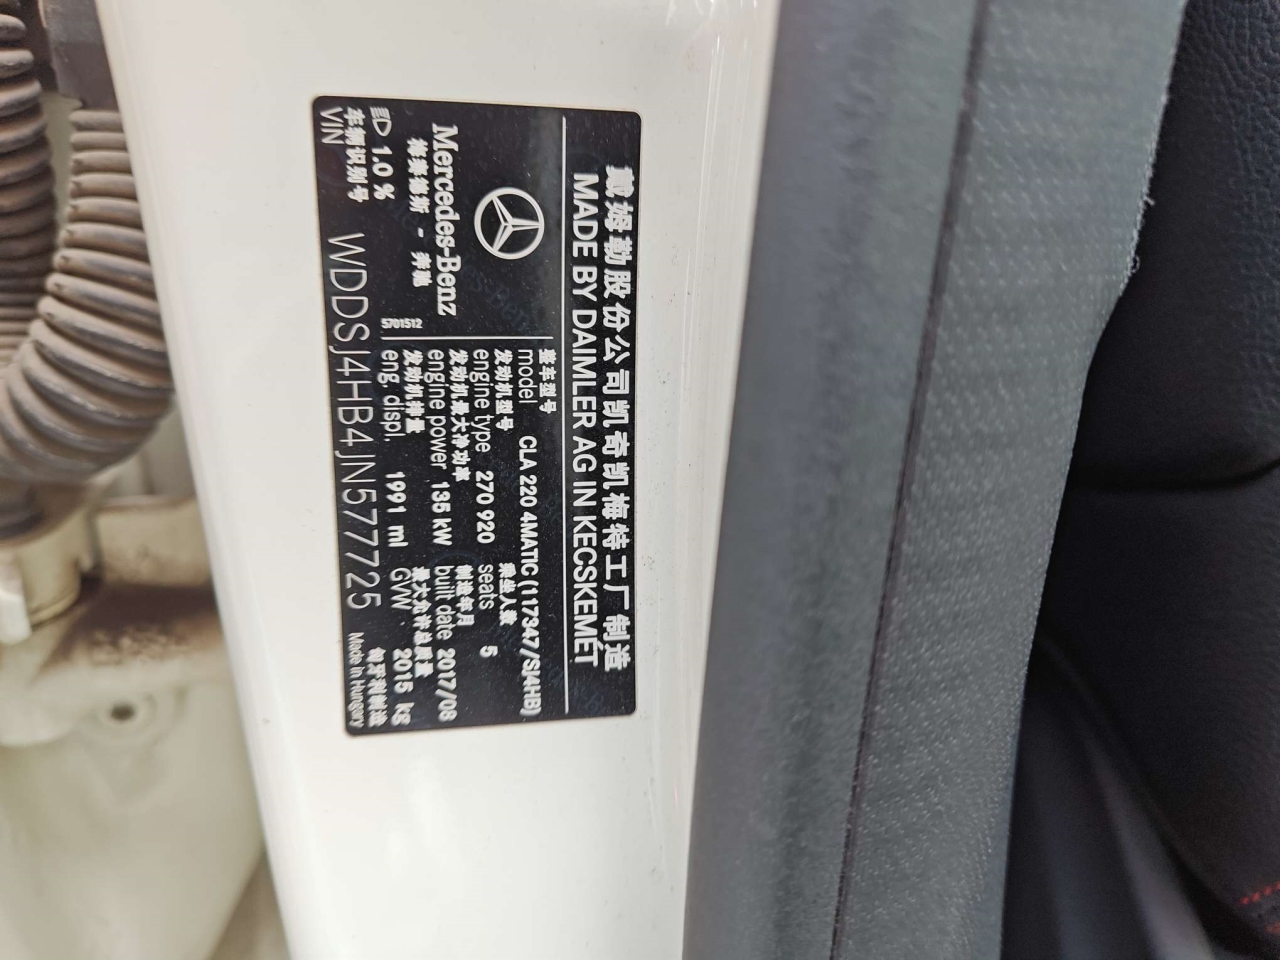 戴姆勒股份公司凯奇凯梅特工厂制造
MADE BY DAIMLER AG IN KECSKEMÉT
Mercedes-Benz
梅赛德斯 - 奔驰
5701512
整车型号
model CLA 220 4MATIC (117347/SJ4HB)
发动机型号 乘坐人数
engine type 270 920 seats 5
发动机最大净功率 制造年月
engine power 135 kW built date 2017/08
发动机排量 最大允许总质量
eng. displ. 1991 ml GVW 2015 kg
1.0 %
车辆识别号 匈牙利制造
VIN WDDSJ4HB4JN577725 Made in Hungary